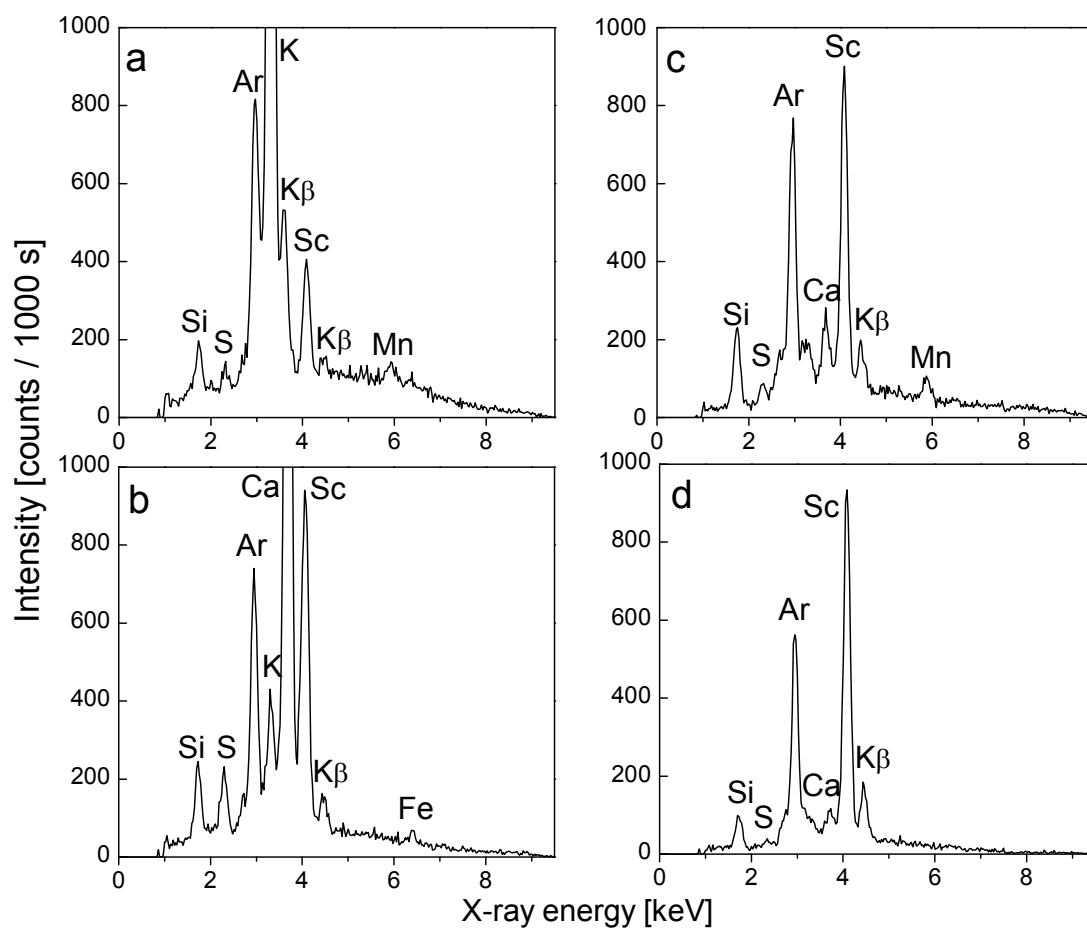 Intensity [counts / 1000 s]
a
1000
800
600
400
200
0
Si
S
Ar
K
Kβ
Sc
Kβ
Mn
0 2 4 6 8
c
1000
800
600
400
200
0
Si
S
Ar
Ca
Sc
Kβ
Mn
0 2 4 6 8
b
1000
800
600
400
200
0
Si
S
Ar
K
Ca
Sc
Kβ
Fe
0 2 4 6 8
d
1000
800
600
400
200
0
Si
S
Ar
Ca
Sc
Kβ
0 2 4 6 8
X-ray energy [keV]